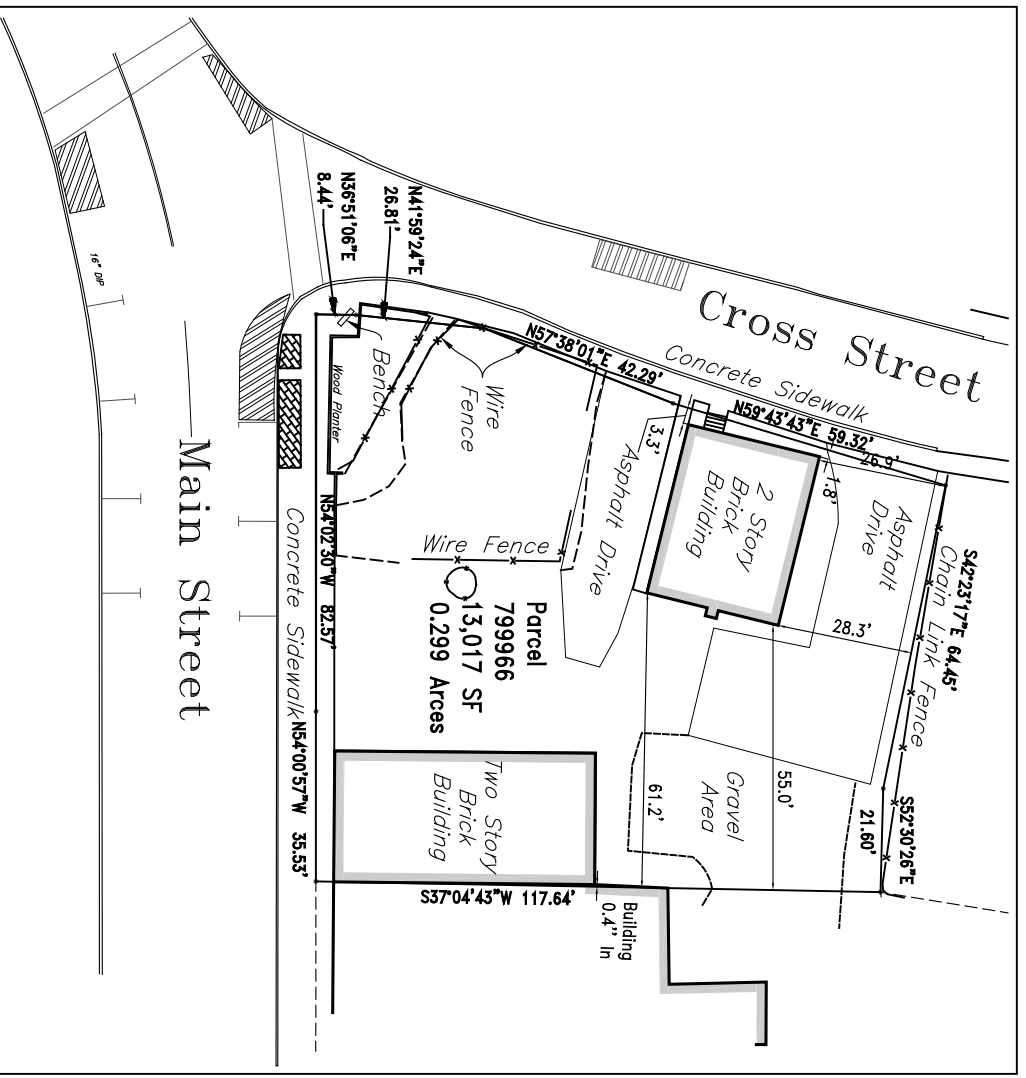 Cross Street
Concrete Sidewalk
N36°51'06"E
8.44'
N41°59'24"E
26.81'
N57°38'01"E 42.29'
N59°43'43"E 59.32'
26.9'
1.8'
3.3'
Bench
Wire
Fence
Wood Planter
Asphalt Drive
2 Story
Brick
Building
Asphalt
Drive
28.3'
S42°23'17"E 64.45'
Chain Link Fence
S52°30'26"E
21.60'
Wire Fence
Parcel
799966
13,017 SF
0.299 Arces
Gravel
Area
55.0'
61.2'
Two Story
Brick
Building
S37°04'43"W 117.64'
Building
0.4'' In
N54°02'30"W 82.57'
N54°00'57"W 35.53'
Concrete Sidewalk
Main Street
16" DIP